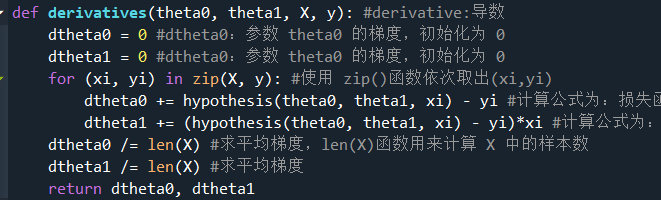 def derivatives(theta0, theta1, X, y): #derivative:导数
dtheta0 = 0 #dtheta0：参数 theta0 的梯度，初始化为 0
dtheta1 = 0 #dtheta0：参数 theta0 的梯度，初始化为 0
for (xi, yi) in zip(X, y): #使用 zip()函数依次取出(xi,yi)
dtheta0 += hypothesis(theta0, theta1, xi) - yi #计算公式为：损失函
dtheta1 += (hypothesis(theta0, theta1, xi) - yi)*xi #计算公式为：
dtheta0 /= len(X) #求平均梯度，len(X)函数用来计算 X 中的样本数
dtheta1 /= len(X) #求平均梯度
return dtheta0, dtheta1